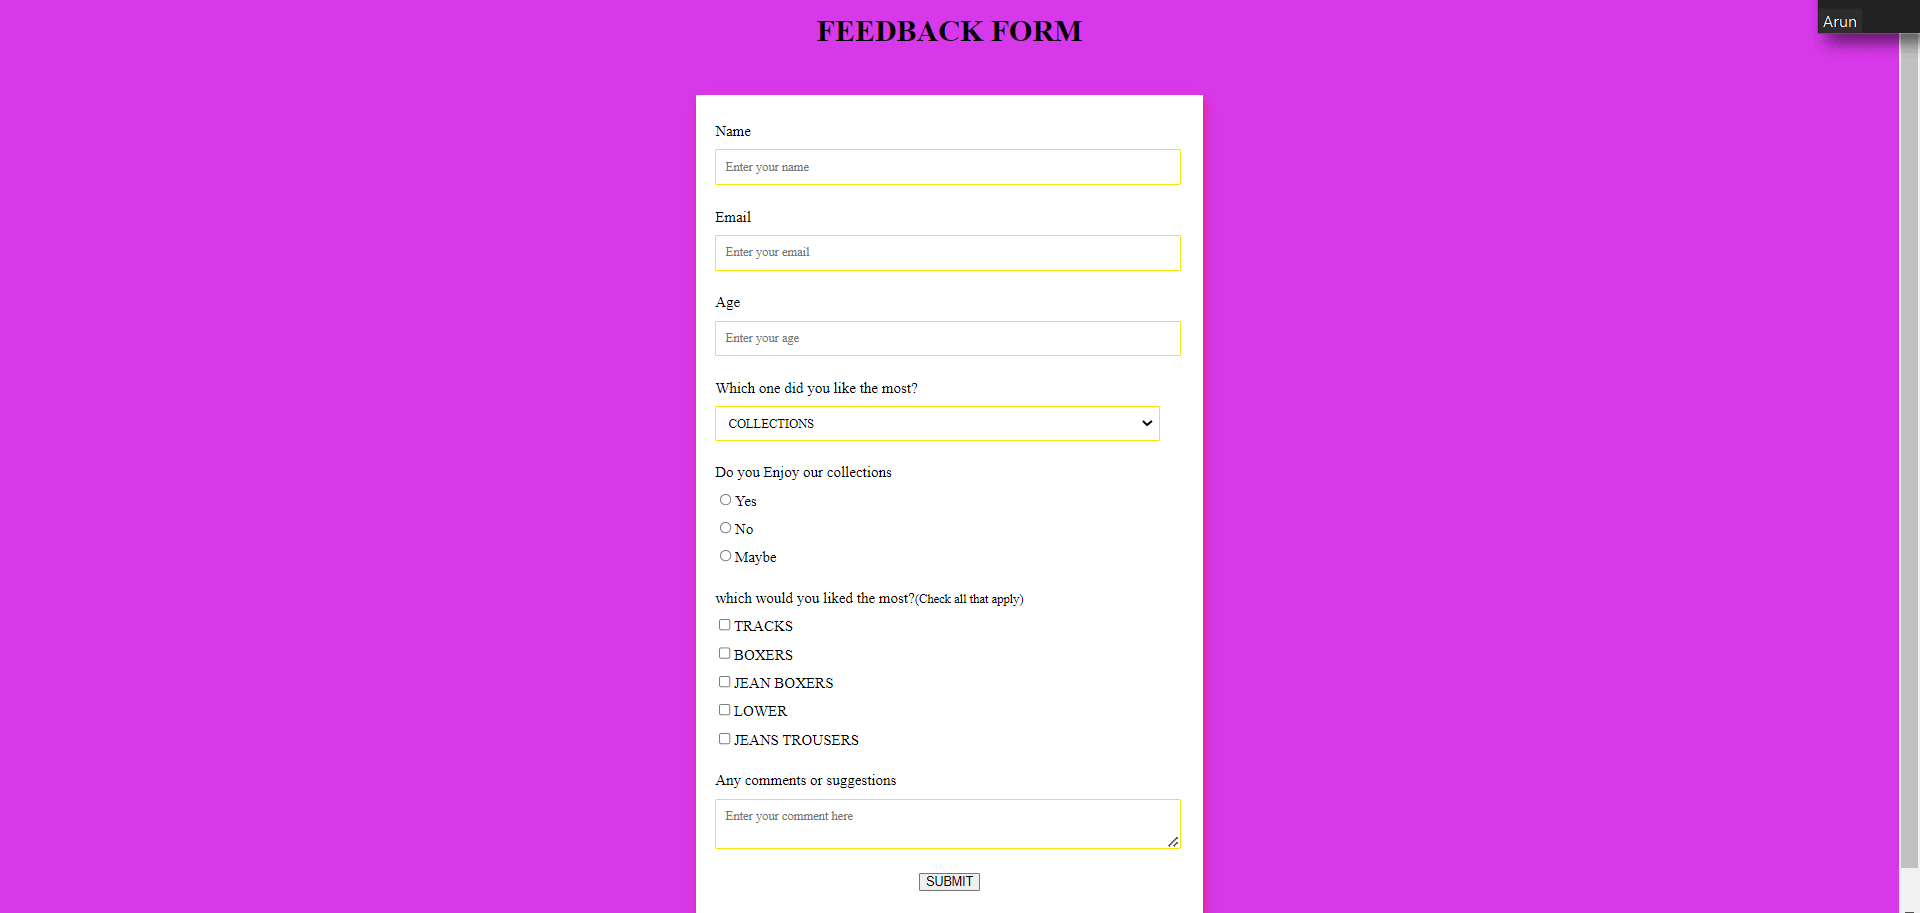 Arun
FEEDBACK FORM
Name
Enter your name
Email
Enter your email
Age
Enter your age
Which one did you like the most?
COLLECTIONS
Do you Enjoy our collections
Yes
No
Maybe
which would you liked the most?(Check all that apply)
TRACKS
BOXERS
JEAN BOXERS
LOWER
JEANS TROUSERS
Any comments or suggestions
Enter your comment here
SUBMIT